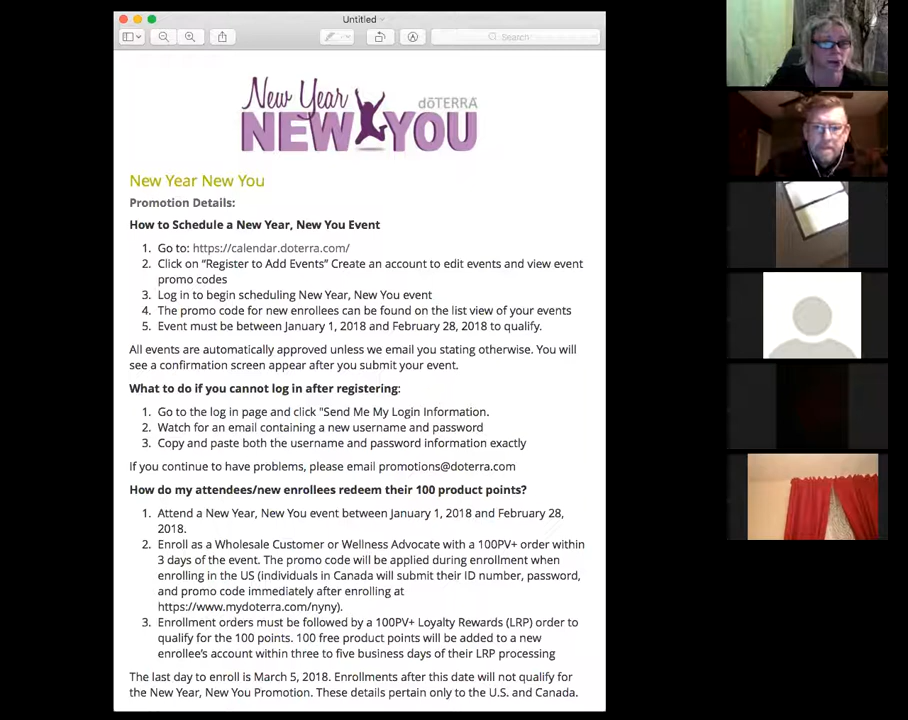 Untitled
Search
New Year
dōTERRA
NEW YOU
New Year New You
Promotion Details:
How to Schedule a New Year, New You Event
1. Go to: https://calendar.doterra.com/
2. Click on “Register to Add Events” Create an account to edit events and view event
promo codes
3. Log in to begin scheduling New Year, New You event
4. The promo code for new enrollees can be found on the list view of your events
5. Event must be between January 1, 2018 and February 28, 2018 to qualify.
All events are automatically approved unless we email you stating otherwise. You will
see a confirmation screen appear after you submit your event.
What to do if you cannot log in after registering:
1. Go to the log in page and click "Send Me My Login Information.
2. Watch for an email containing a new username and password
3. Copy and paste both the username and password information exactly
If you continue to have problems, please email promotions@doterra.com
How do my attendees/new enrollees redeem their 100 product points?
1. Attend a New Year, New You event between January 1, 2018 and February 28,
2018.
2. Enroll as a Wholesale Customer or Wellness Advocate with a 100PV+ order within
3 days of the event. The promo code will be applied during enrollment when
enrolling in the US (individuals in Canada will submit their ID number, password,
and promo code immediately after enrolling at
https://www.mydoterra.com/nyny).
3. Enrollment orders must be followed by a 100PV+ Loyalty Rewards (LRP) order to
qualify for the 100 points. 100 free product points will be added to a new
enrollee’s account within three to five business days of their LRP processing
The last day to enroll is March 5, 2018. Enrollments after this date will not qualify for
the New Year, New You Promotion. These details pertain only to the U.S. and Canada.